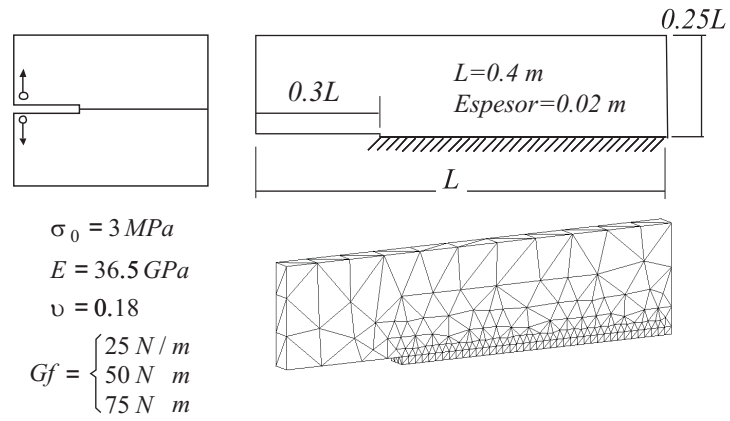 0.25L
L=0.4 m
0.3L
Espesor=0.02 m
L
σ₀ = 3 MPa
E = 36.5 GPa
υ = 0.18
Gf = { 25 N / m
50 N m
75 N m